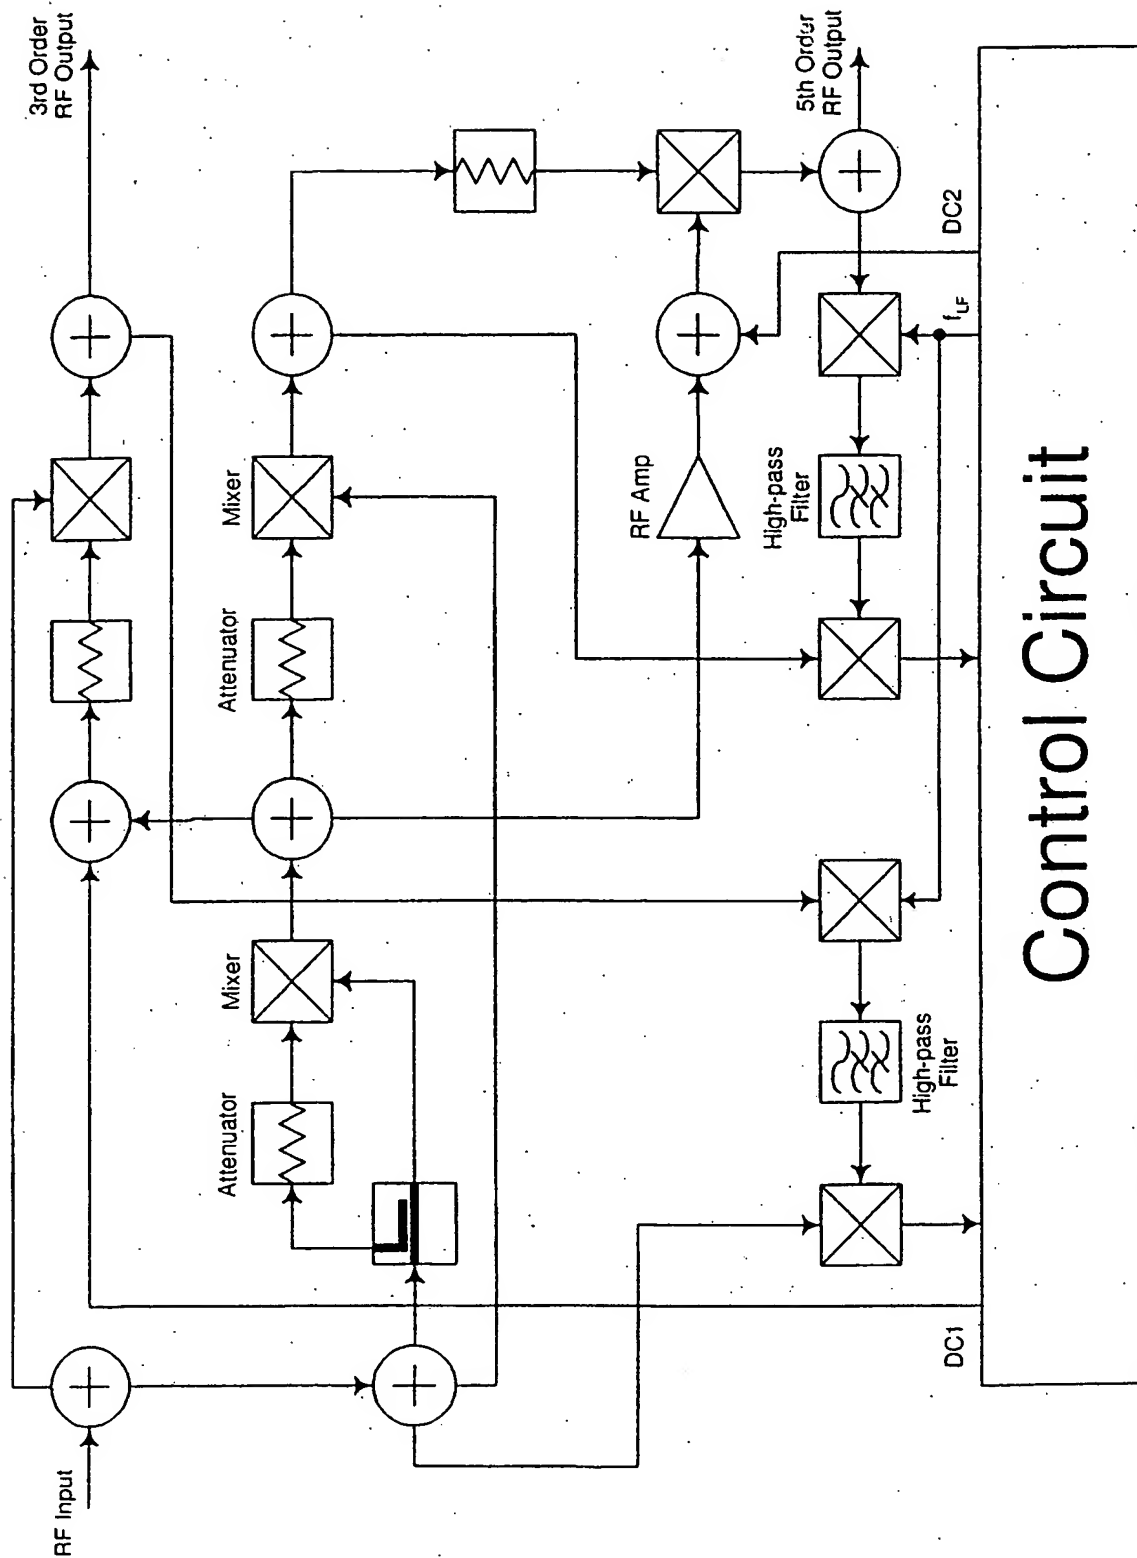 RF Input
3rd Order
RF Output
Attenuator
Mixer
Attenuator
Mixer
RF Amp
5th Order
RF Output
High-pass
Filter
High-pass
Filter
DC1
fLF
DC2
Control Circuit